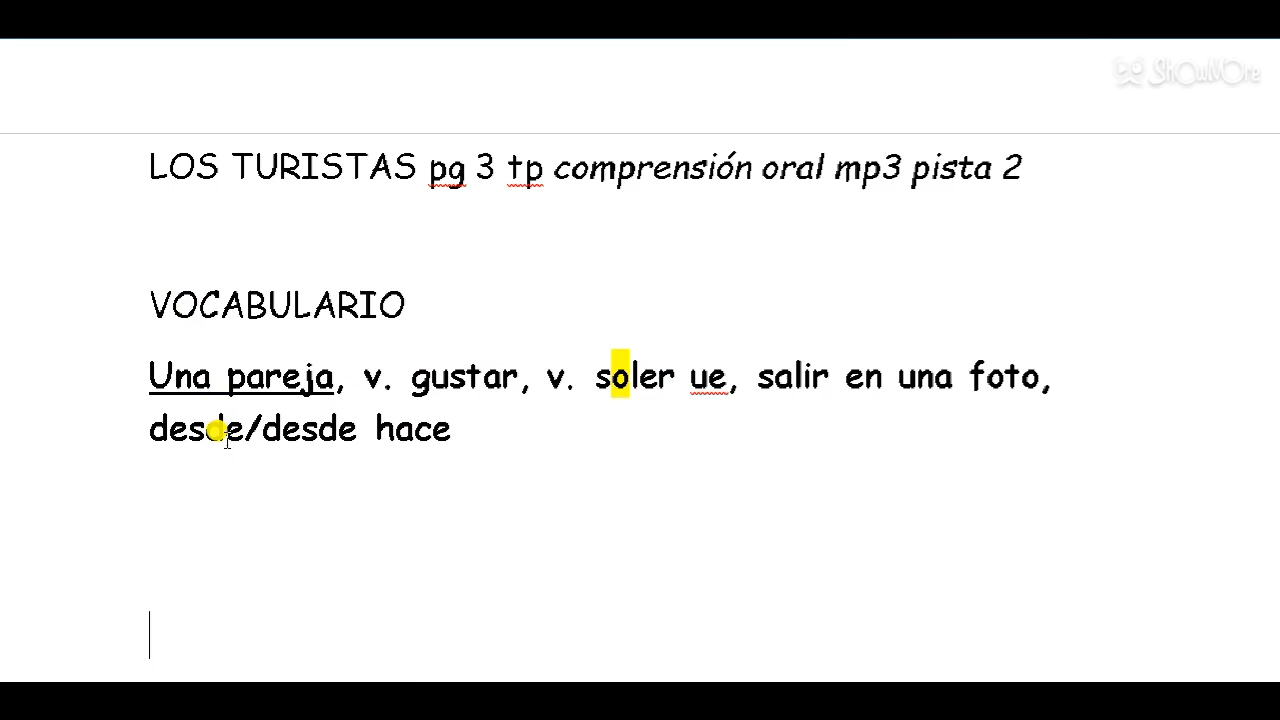 ShowMore
LOS TURISTAS pg 3 tp comprensión oral mp3 pista 2
VOCABULARIO
Una pareja, v. gustar, v. soler ue, salir en una foto,
desde/desde hace